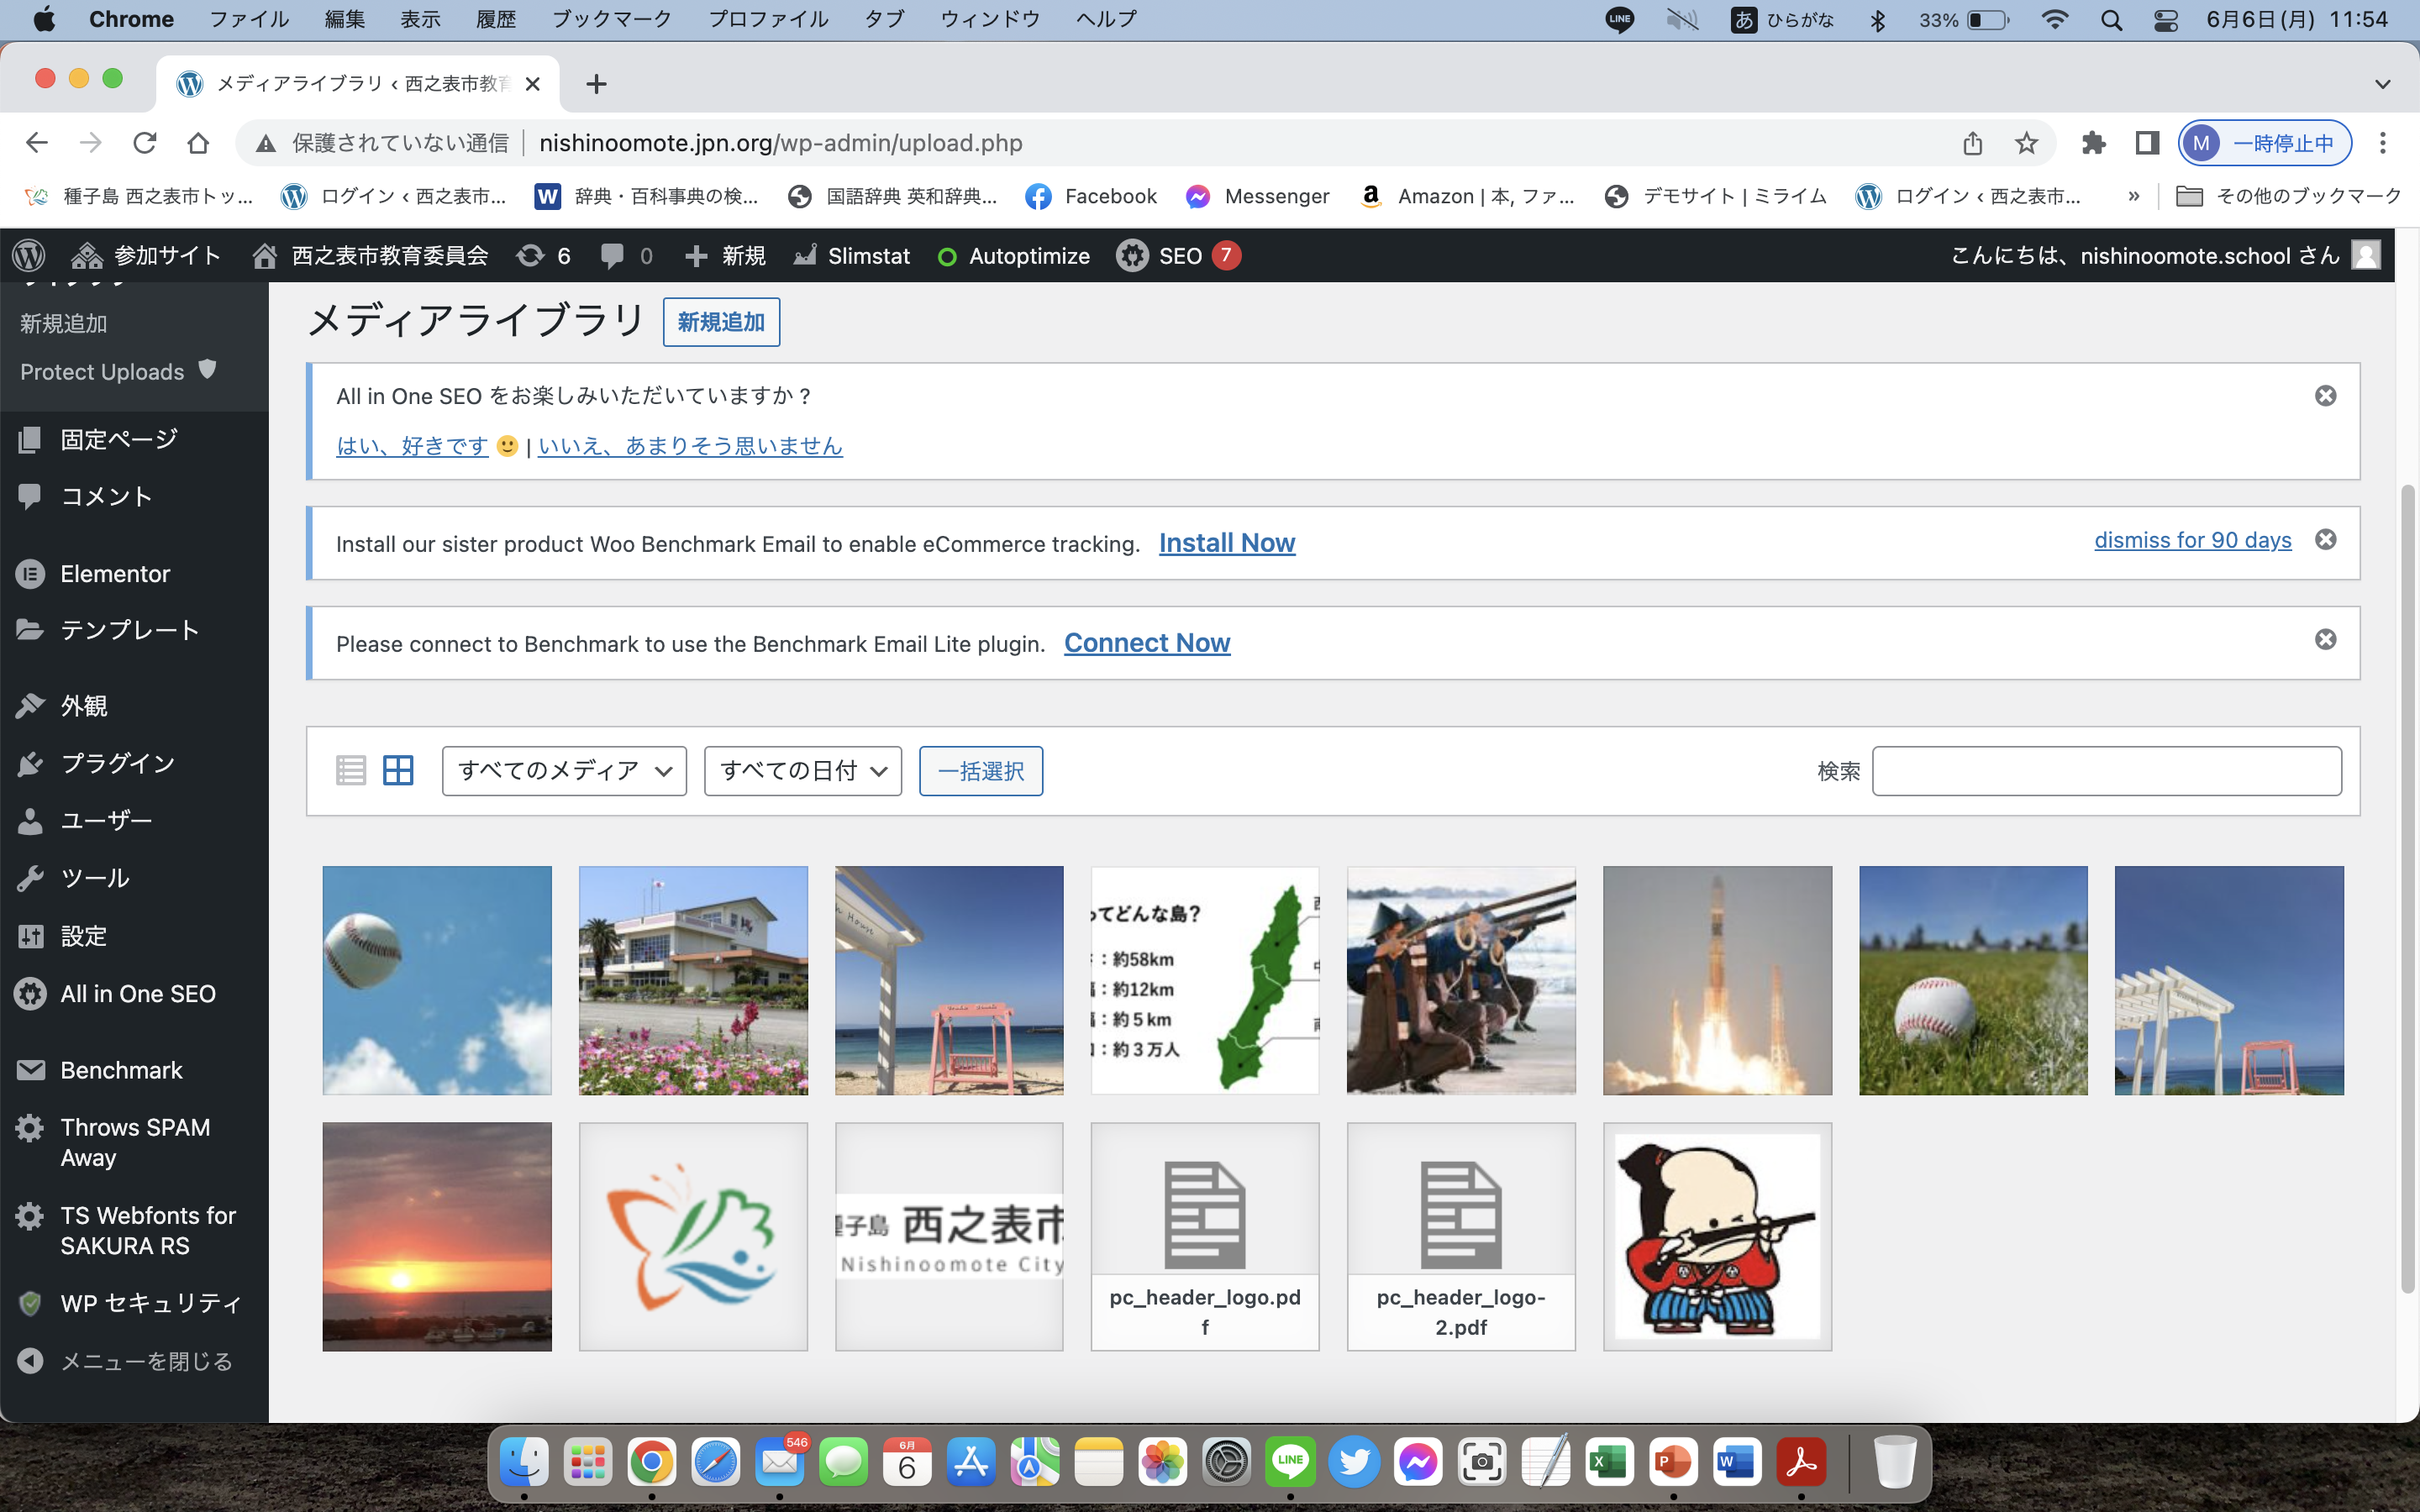 Chrome ファイル 編集 表示 履歴 ブックマーク プロファイル タブ ウィンドウ ヘルプ LINE あ ひらがな 33% 6月6日(月) 11:54
メディアライブラリ ‹ 西之表市教育
保護されていない通信 nishinoomote.jpn.org/wp-admin/upload.php M 一時停止中
種子島 西之表市トッ... ログイン ‹ 西之表市... W 辞典・百科事典の検... 国語辞典 英和辞典... Facebook Messenger Amazon | 本, ファ... デモサイト | ミライム ログイン ‹ 西之表市... » その他のブックマーク
参加サイト 西之表市教育委員会 6 0 新規 Slimstat Autoptimize SEO 7 こんにちは、nishinoomote.school さん
新規追加
Protect Uploads
固定ページ
コメント
Elementor
テンプレート
外観
プラグイン
ユーザー
ツール
設定
All in One SEO
Benchmark
Throws SPAM
Away
TS Webfonts for
SAKURA RS
WP セキュリティ
メニューを閉じる
メディアライブラリ 新規追加
All in One SEO をお楽しみいただいていますか ?
はい、好きです 🙂 | いいえ、あまりそう思いません
Install our sister product Woo Benchmark Email to enable eCommerce tracking. Install Now dismiss for 90 days
Please connect to Benchmark to use the Benchmark Email Lite plugin. Connect Now
すべてのメディア すべての日付 一括選択 検索
ってどんな島?
：約58km
：約12km
：約５km
：約３万人
種子島 西之表市
Nishinoomote City
pc_header_logo.pd
f
pc_header_logo-
2.pdf
546
6月
6
LINE
X
P
W